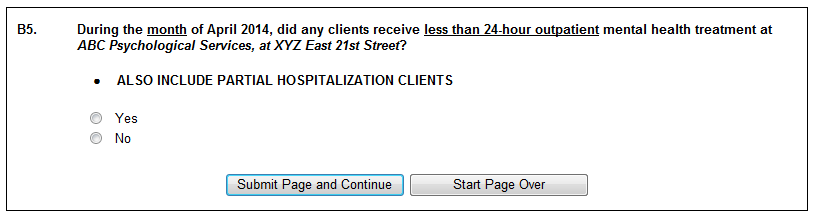 B5. During the month of April 2014, did any clients receive less than 24-hour outpatient mental health treatment at
ABC Psychological Services, at XYZ East 21st Street?
• ALSO INCLUDE PARTIAL HOSPITALIZATION CLIENTS
Yes
No
Submit Page and Continue Start Page Over